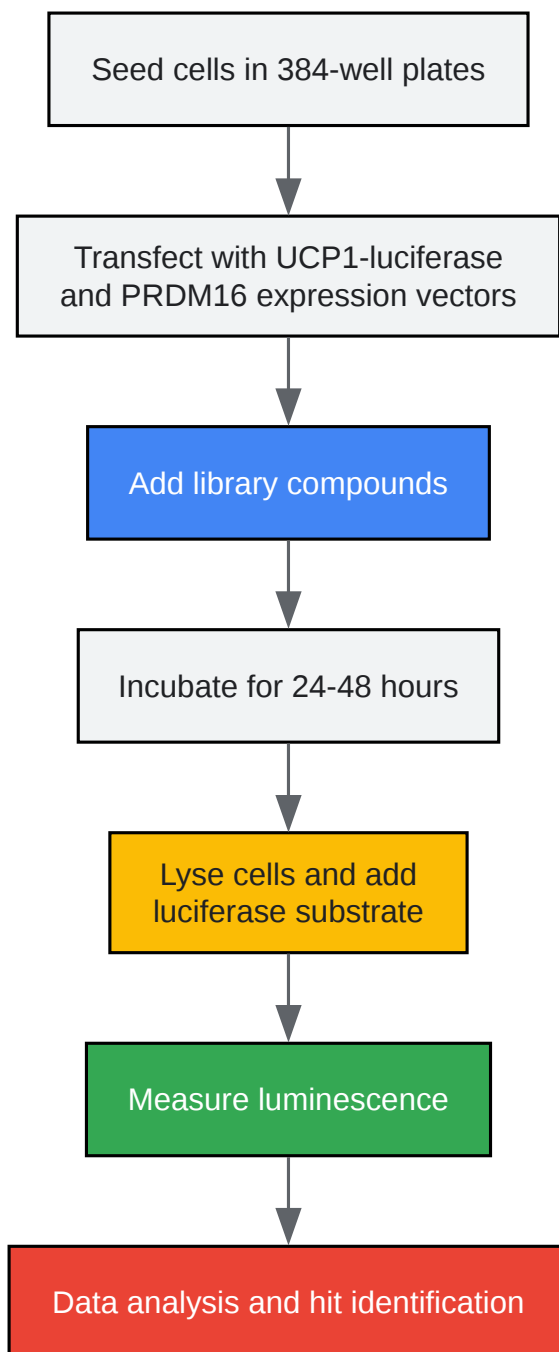 Seed cells in 384-well plates
Transfect with UCP1-luciferase
and PRDM16 expression vectors
Add library compounds
Incubate for 24-48 hours
Lyse cells and add
luciferase substrate
Measure luminescence
Data analysis and hit identification